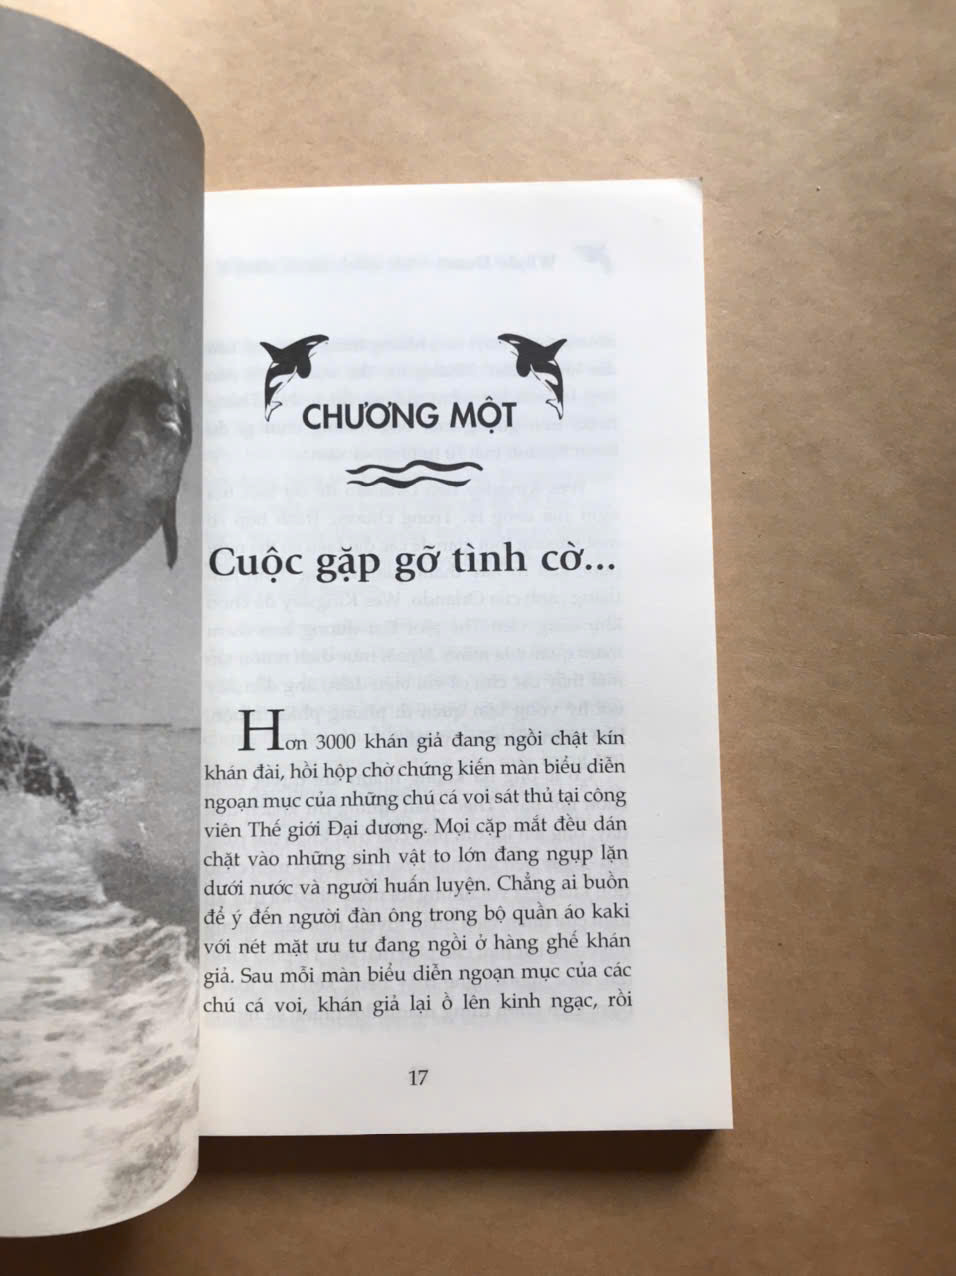 CHƯƠNG MỘT
Cuộc gặp gỡ tình cờ...
Hơn 3000 khán giả đang ngồi chật kín
khán đài, hồi hộp chờ chứng kiến màn biểu diễn
ngoạn mục của những chú cá voi sát thủ tại công
viên Thế giới Đại dương. Mọi cặp mắt đều dán
chặt vào những sinh vật to lớn đang ngụp lặn
dưới nước và người huấn luyện. Chẳng ai buồn
để ý đến người đàn ông trong bộ quần áo kaki
với nét mặt ưu tư đang ngồi ở hàng ghế khán
giả. Sau mỗi màn biểu diễn ngoạn mục của các
chú cá voi, khán giả lại ồ lên kinh ngạc, rồi
17